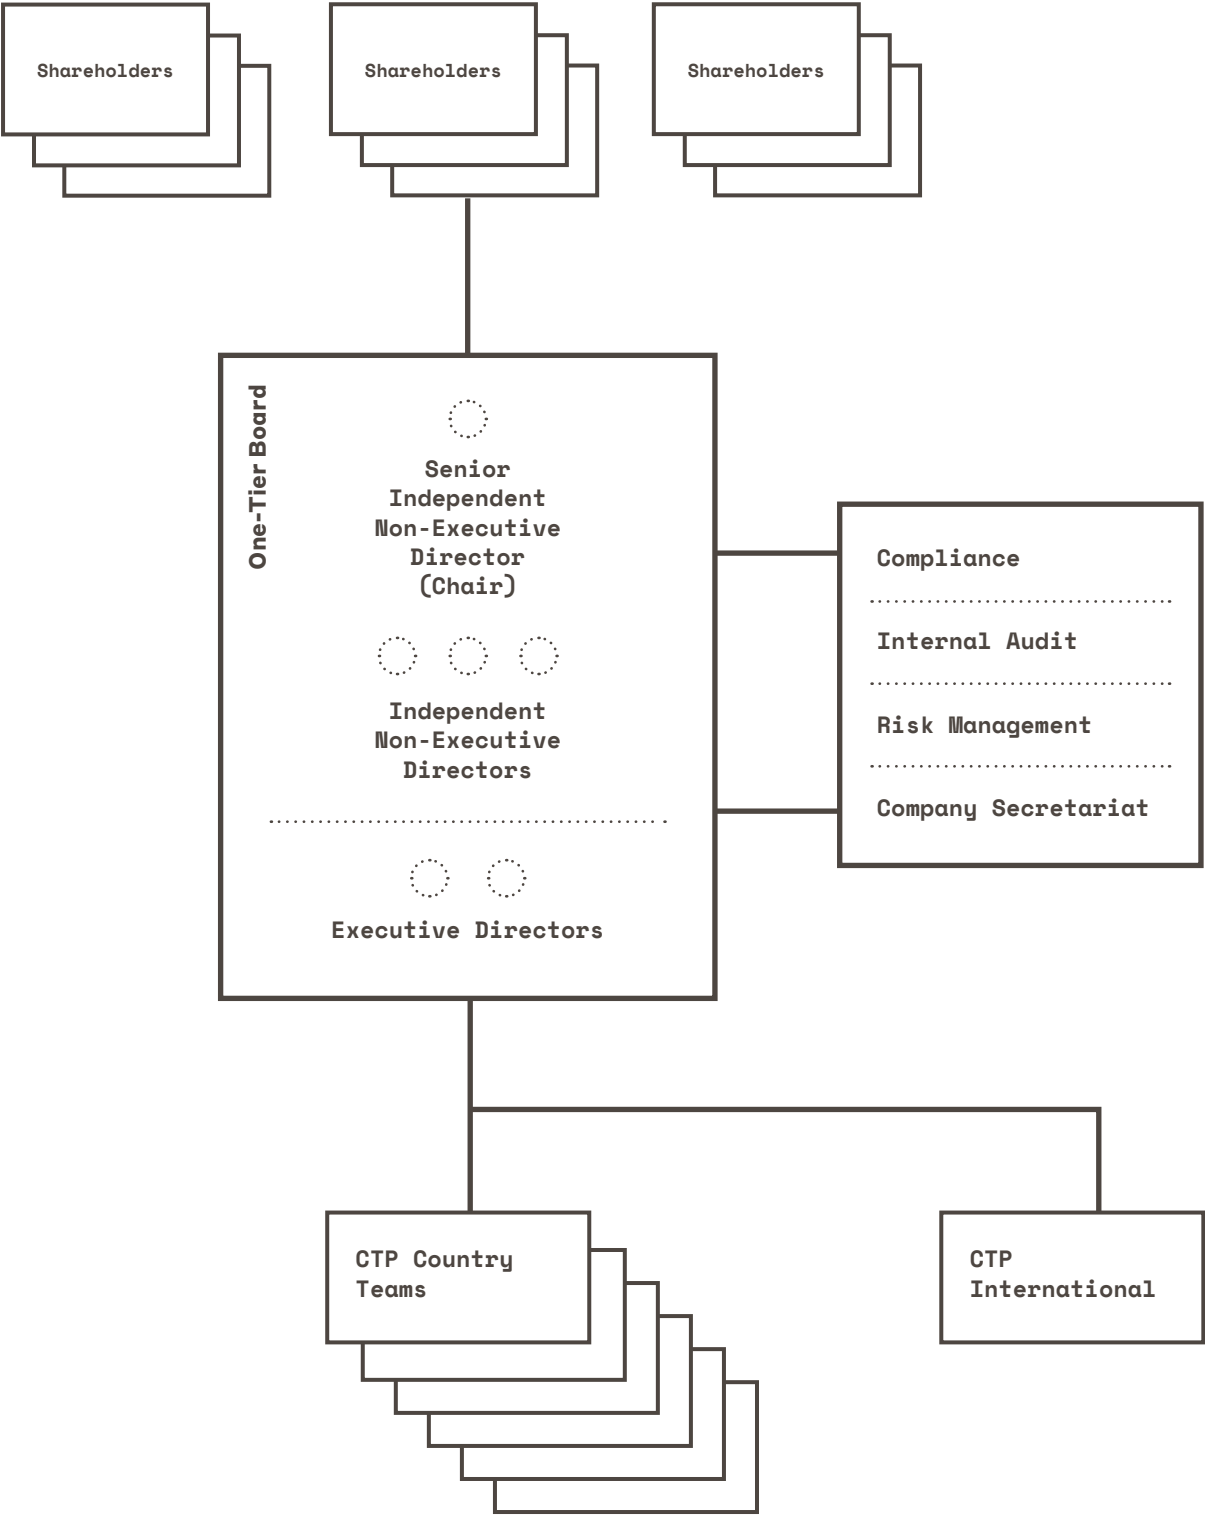 Shareholders
Shareholders
Shareholders
One-Tier Board
Senior
Independent
Non-Executive
Director
(Chair)
Independent
Non-Executive
Directors
Executive Directors
Compliance
Internal Audit
Risk Management
Company Secretariat
CTP Country
Teams
CTP
International